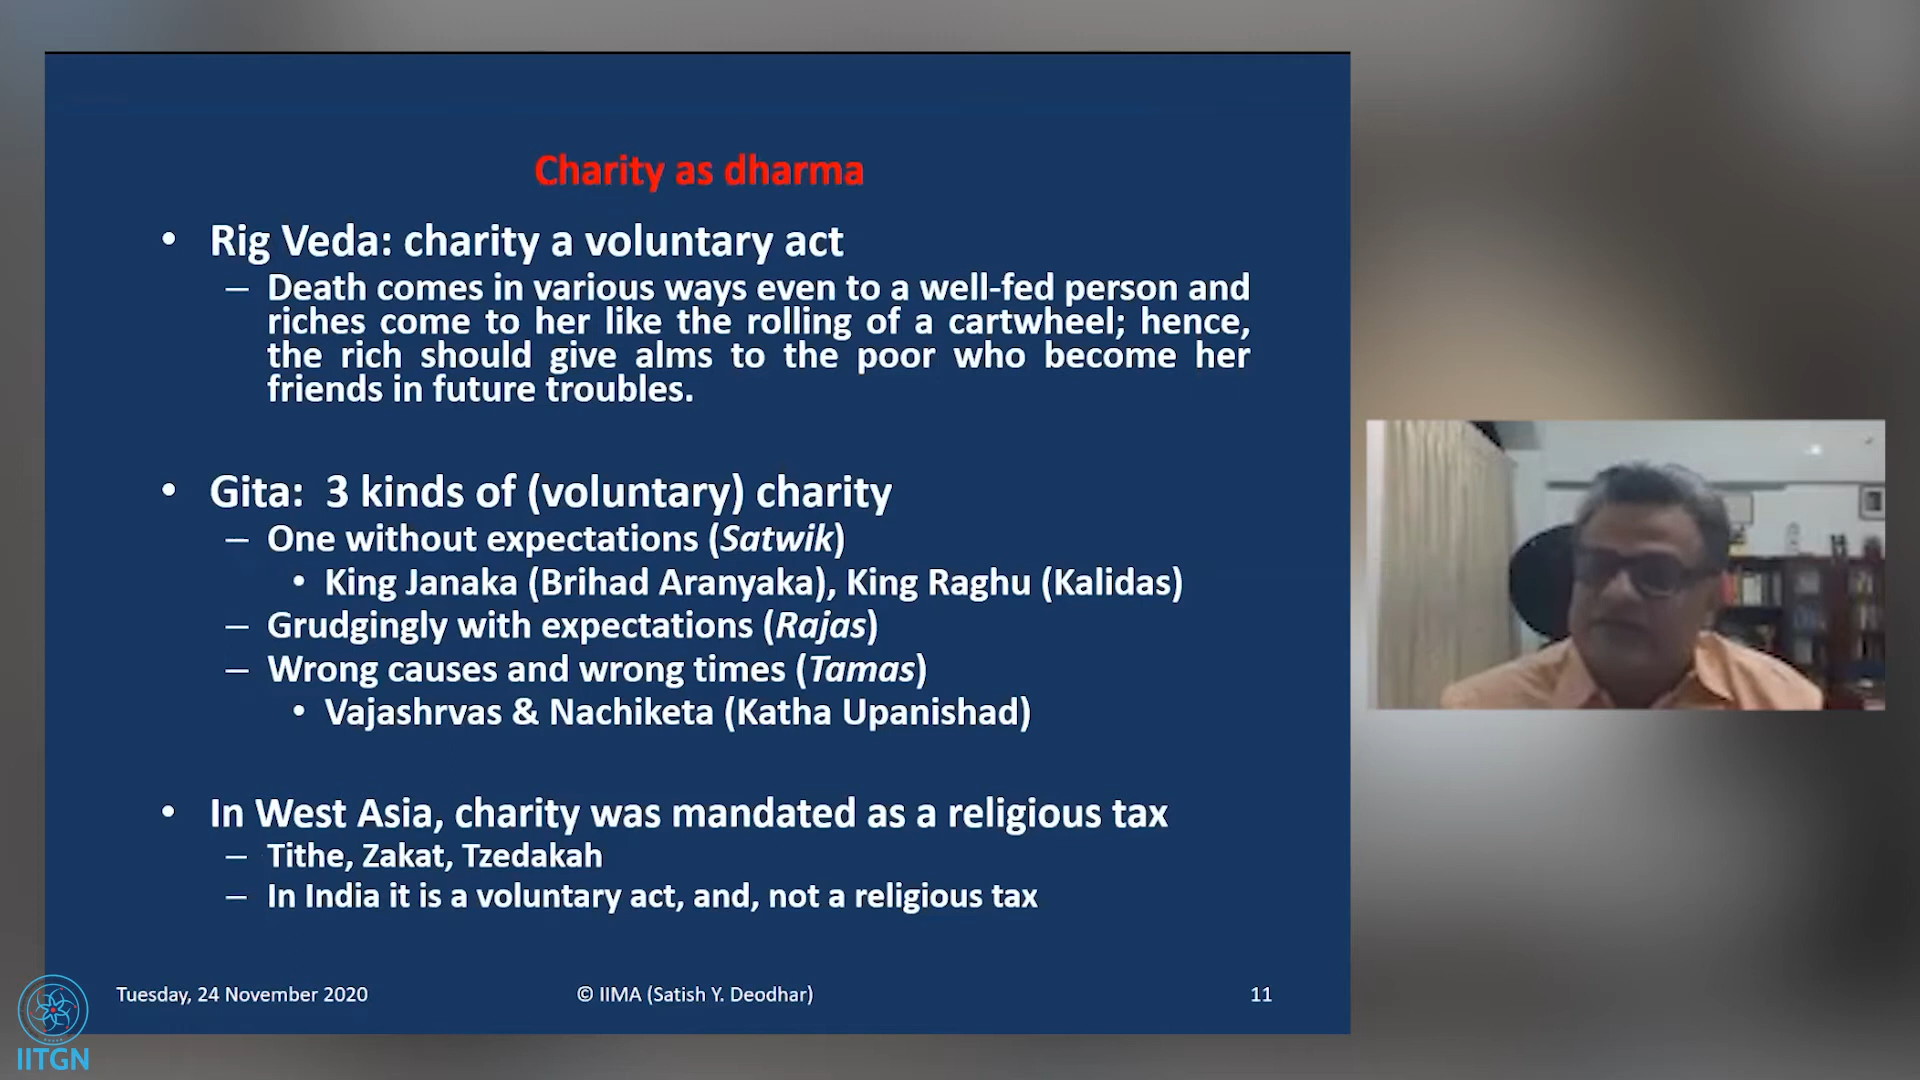 Charity as dharma
• Rig Veda: charity a voluntary act
– Death comes in various ways even to a well-fed person and
riches come to her like the rolling of a cartwheel; hence,
the rich should give alms to the poor who become her
friends in future troubles.
• Gita: 3 kinds of (voluntary) charity
– One without expectations (Satwik)
• King Janaka (Brihad Aranyaka), King Raghu (Kalidas)
– Grudgingly with expectations (Rajas)
– Wrong causes and wrong times (Tamas)
• Vajashrvas & Nachiketa (Katha Upanishad)
• In West Asia, charity was mandated as a religious tax
– Tithe, Zakat, Tzedakah
– In India it is a voluntary act, and, not a religious tax
Tuesday, 24 November 2020
© IIMA (Satish Y. Deodhar)
11
IITGN